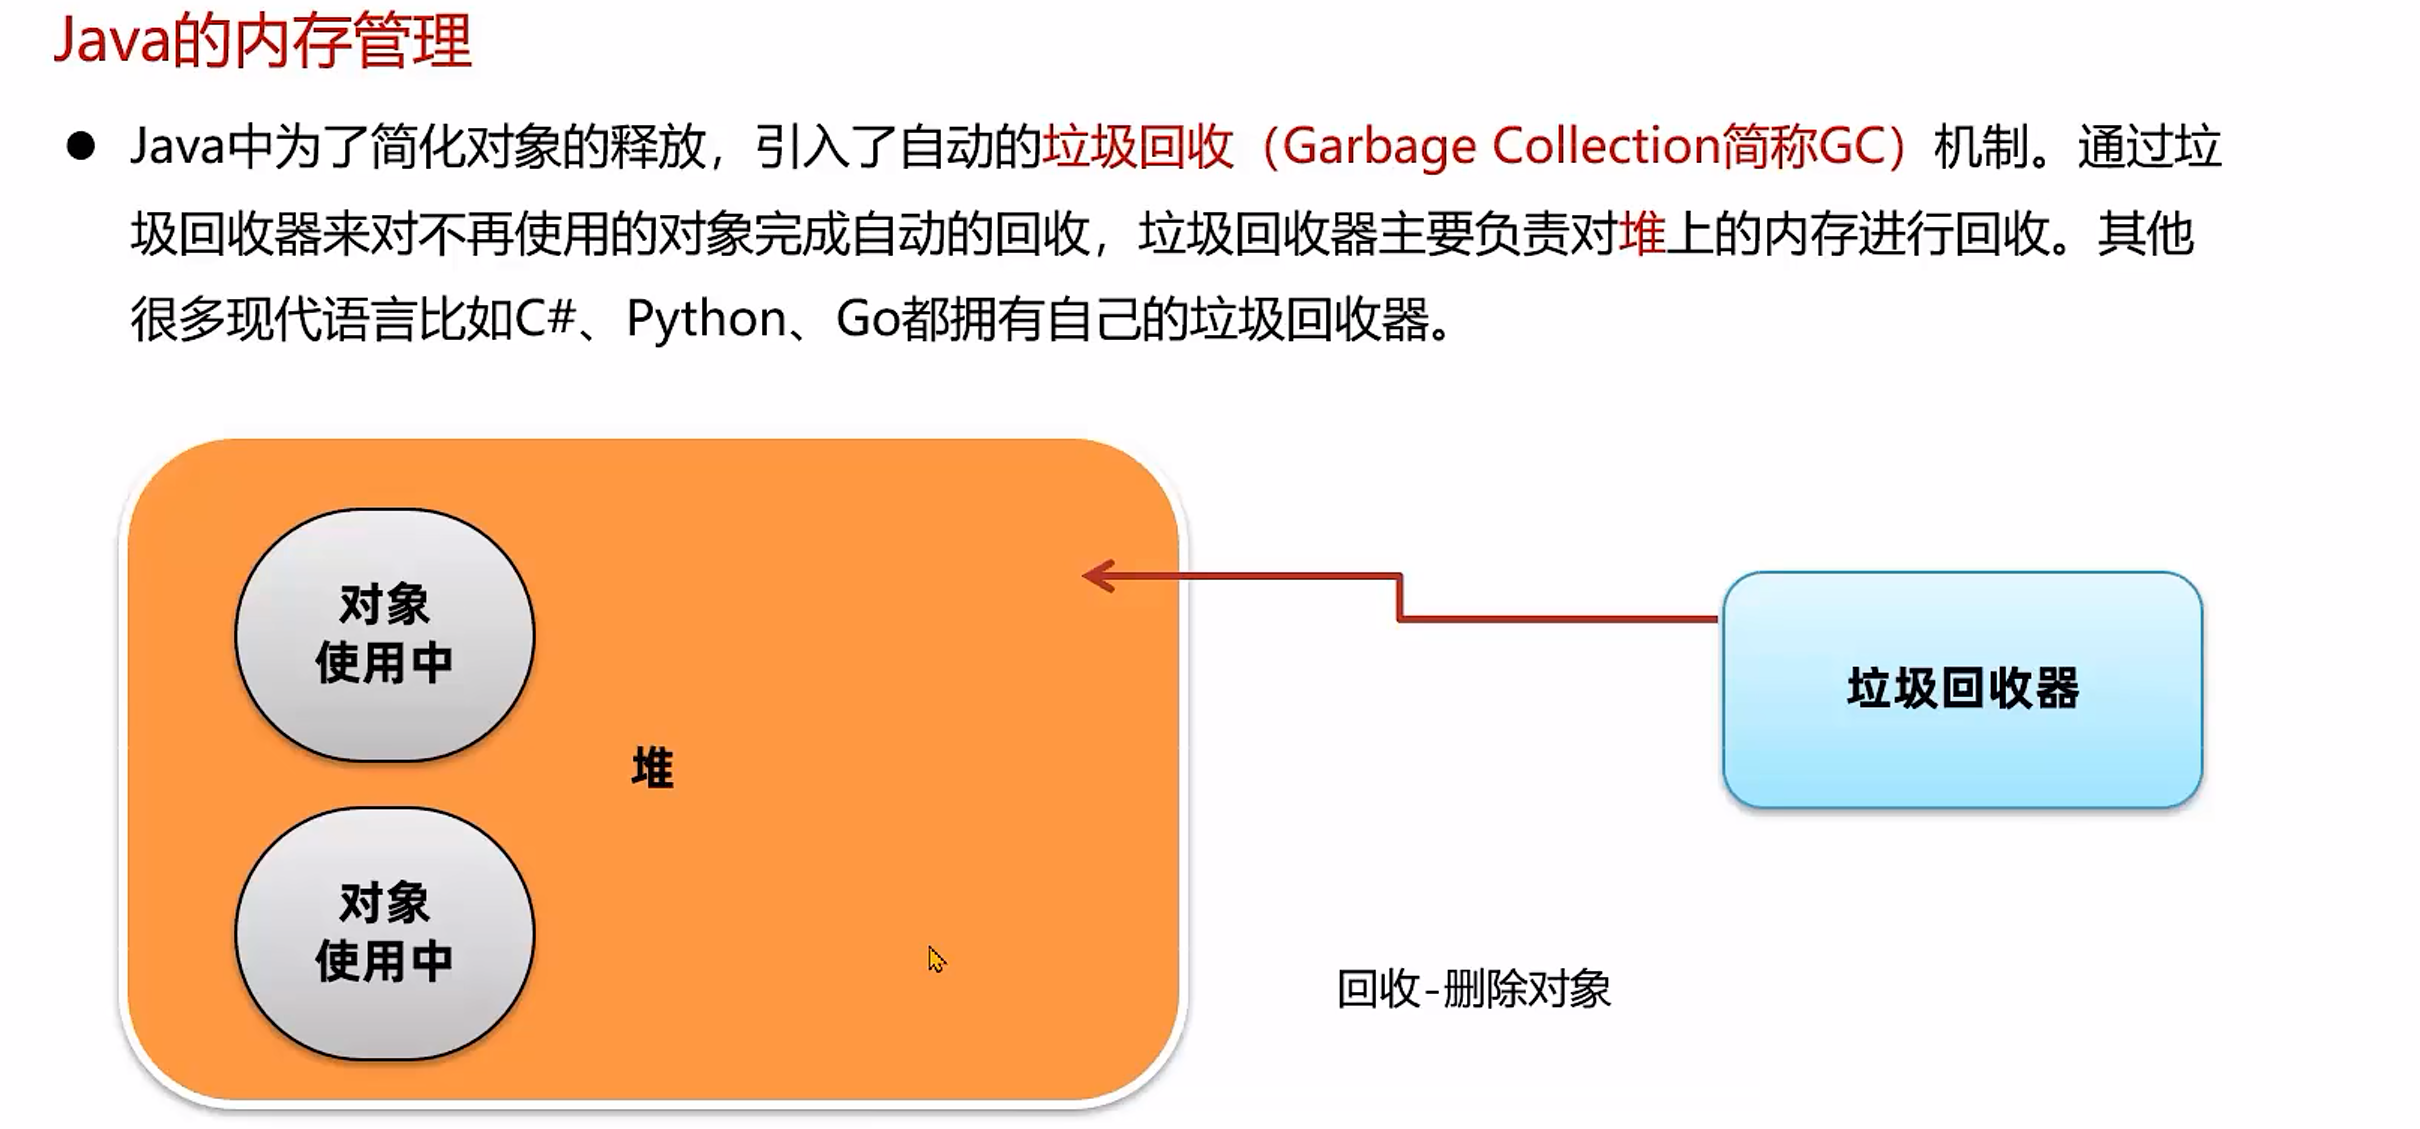 Java的内存管理
● Java中为了简化对象的释放，引入了自动的垃圾回收（Garbage Collection简称GC）机制。通过垃
圾回收器来对不再使用的对象完成自动的回收，垃圾回收器主要负责对堆上的内存进行回收。其他
很多现代语言比如C#、Python、Go都拥有自己的垃圾回收器。
对象
使用中
堆
对象
使用中
垃圾回收器
回收-删除对象